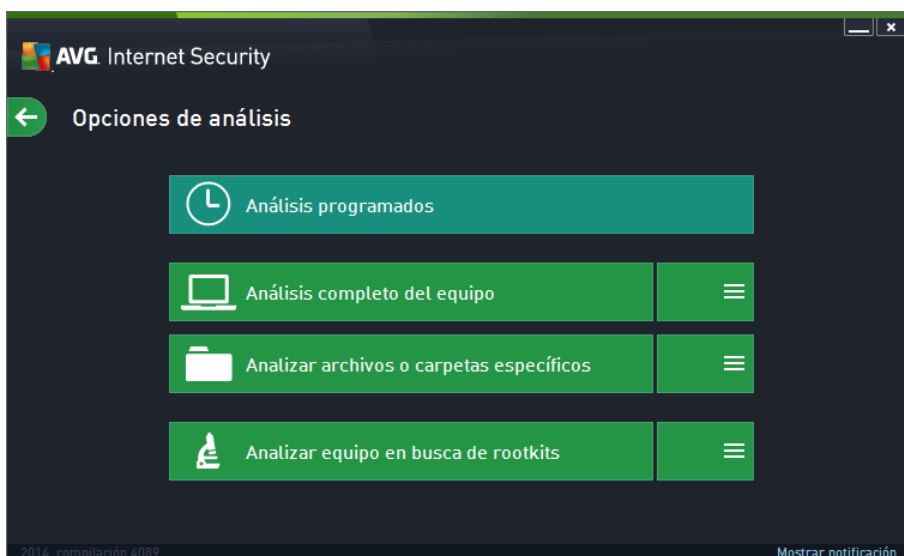 AVG. Internet Security
Opciones de análisis
Análisis programados
Análisis completo del equipo
Analizar archivos o carpetas específicos
Analizar equipo en busca de rootkits
2014 compilación 4089
Mostrar notificación